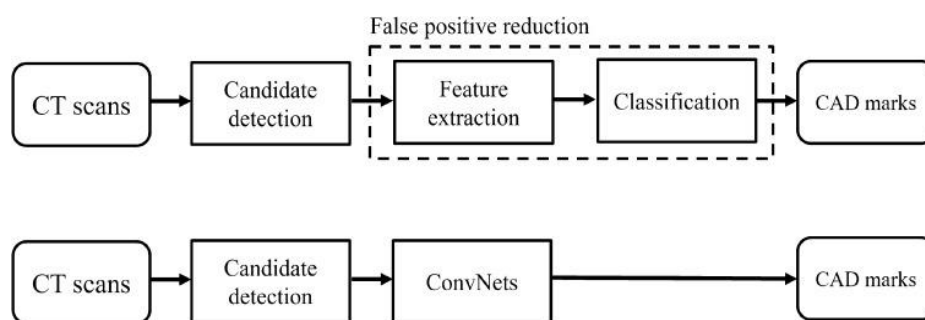 False positive reduction
CT scans
Candidate
detection
Feature
extraction
Classification
CAD marks
CT scans
Candidate
detection
ConvNets
CAD marks